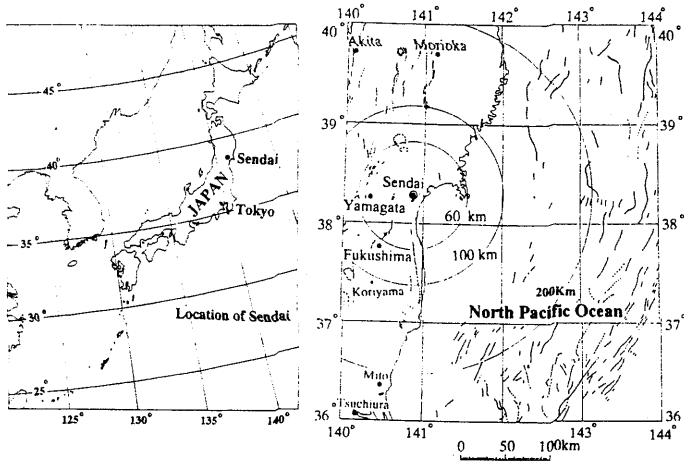 45°
40°
35°
30°
25°
125°
130°
135°
140°
JAPAN
Sendai
Tokyo
Location of Sendai
140°
141°
142°
143°
144°
40°
40°
Akita
Morioka
39°
39°
Sendai
Yamagata
60 km
38°
38°
Fukushima
100 km
Koriyama
200Km
North Pacific Ocean
37°
37°
Mito
Tsuchiura
36°
36
140°
141°
142°
143°
144°
0 50 100km